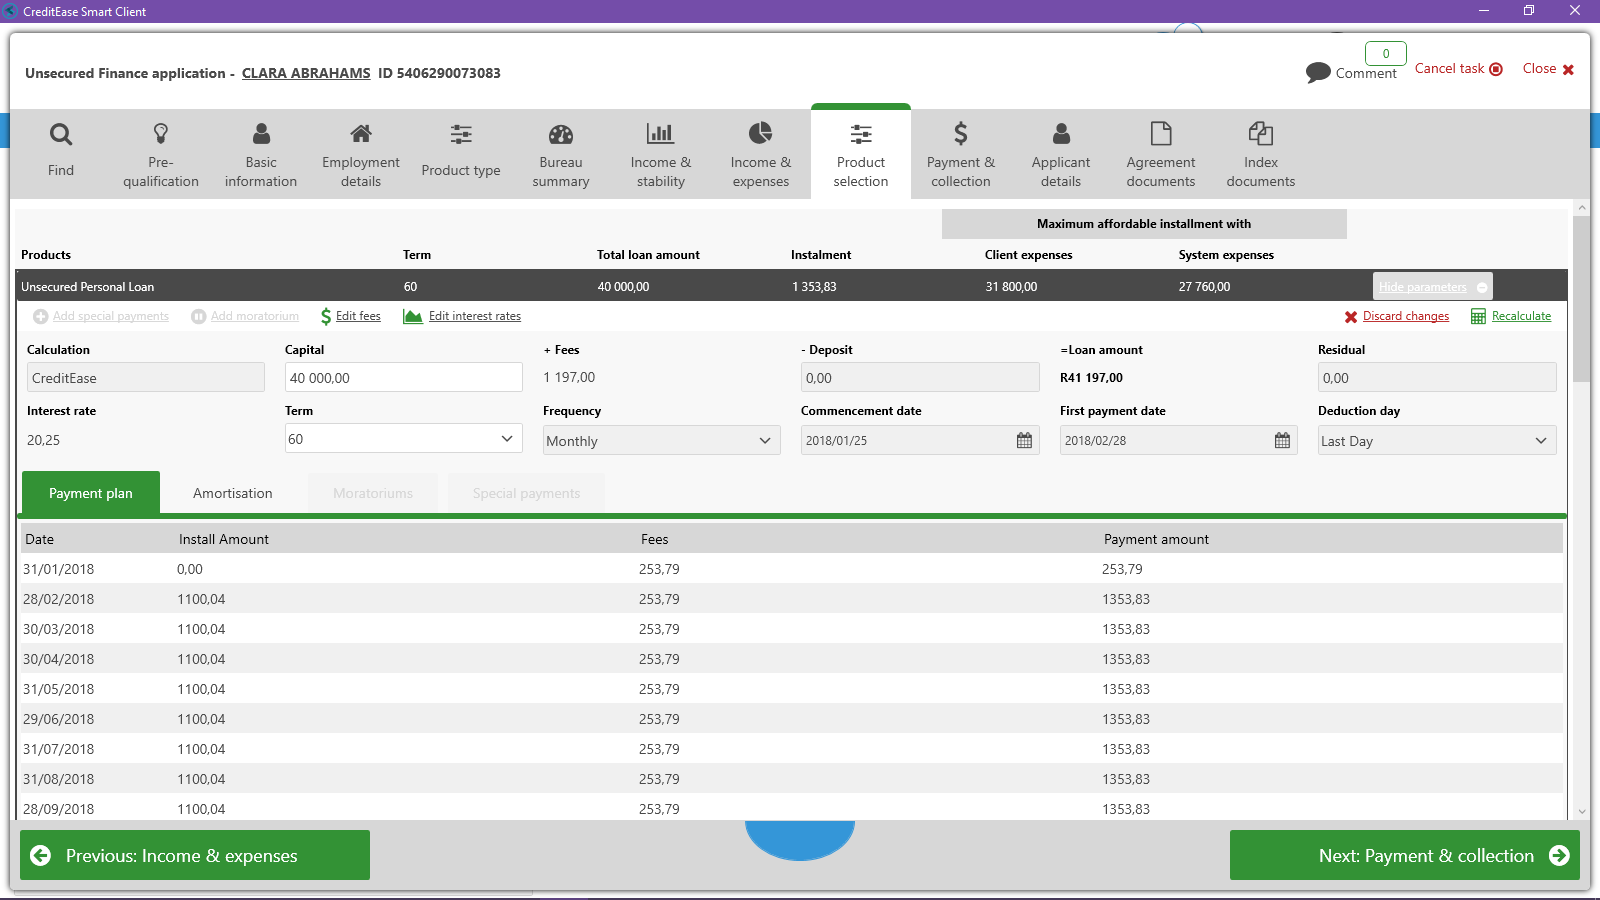 CreditEase Smart Client
Unsecured Finance application - CLARA ABRAHAMS ID 5406290073083
0
Comment
Cancel task
Close
Find
Pre-qualification
Basic information
Employment details
Product type
Bureau summary
Income & stability
Income & expenses
Product selection
Payment & collection
Applicant details
Agreement documents
Index documents
Maximum affordable installment with
Products Term Total loan amount Instalment Client expenses System expenses
Unsecured Personal Loan 60 40 000,00 1 353,83 31 800,00 27 760,00 Hide parameters
Add special payments Add moratorium Edit fees Edit interest rates Discard changes Recalculate
Calculation Capital + Fees - Deposit =Loan amount Residual
CreditEase 40 000,00 1 197,00 0,00 R41 197,00 0,00
Interest rate Term Frequency Commencement date First payment date Deduction day
20,25 60 Monthly 2018/01/25 2018/02/28 Last Day
Payment plan Amortisation Moratoriums Special payments
Date Install Amount Fees Payment amount
31/01/2018 0,00 253,79 253,79
28/02/2018 1100,04 253,79 1353,83
30/03/2018 1100,04 253,79 1353,83
30/04/2018 1100,04 253,79 1353,83
31/05/2018 1100,04 253,79 1353,83
29/06/2018 1100,04 253,79 1353,83
31/07/2018 1100,04 253,79 1353,83
31/08/2018 1100,04 253,79 1353,83
28/09/2018 1100,04 253,79 1353,83
Previous: Income & expenses
Next: Payment & collection